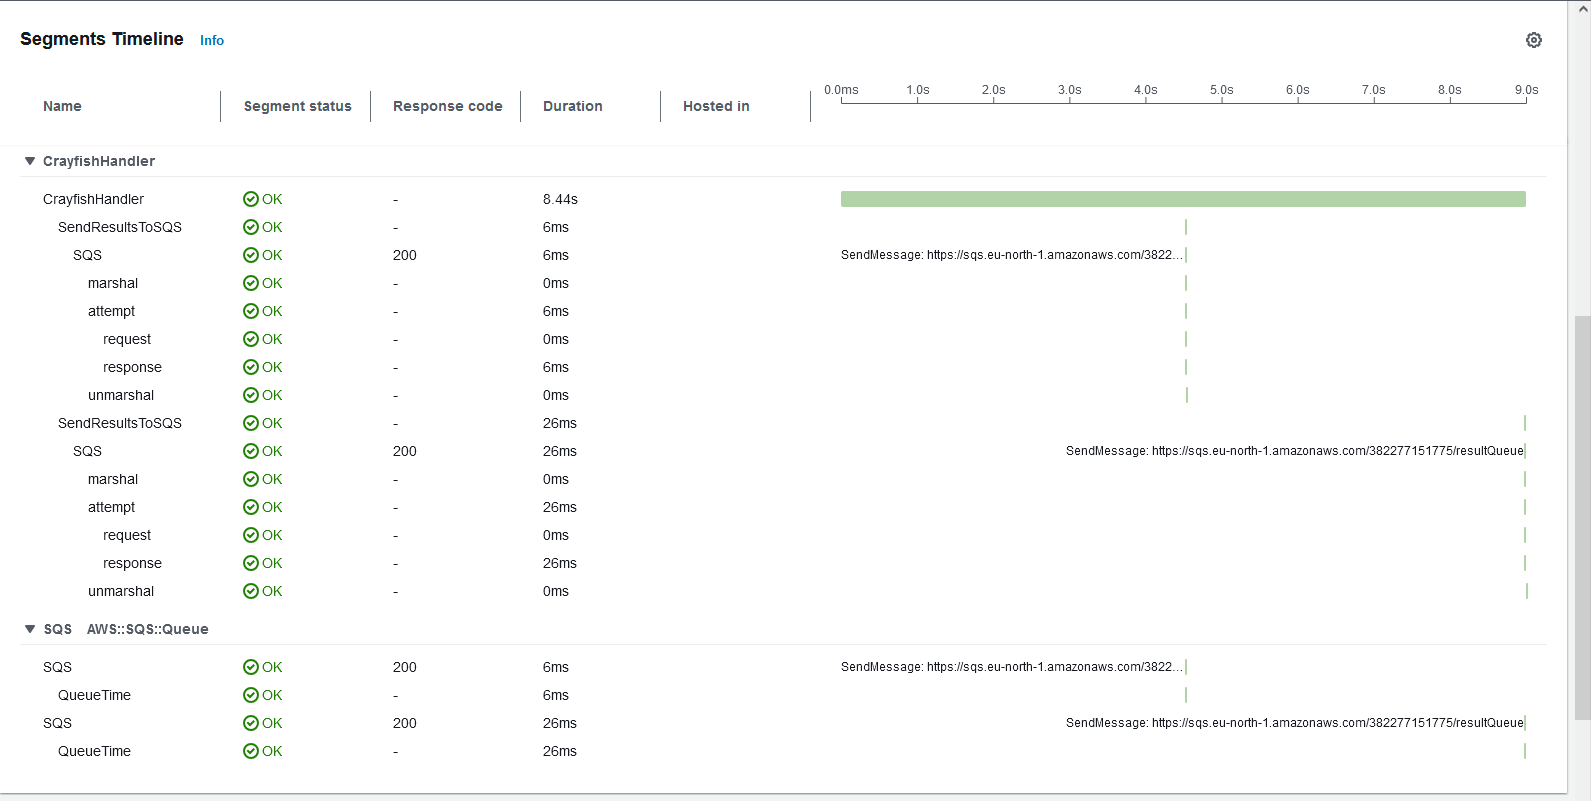 Segments Timeline Info
0.0ms 1.0s 2.0s 3.0s 4.0s 5.0s 6.0s 7.0s 8.0s 9.0s
Name Segment status Response code Duration Hosted in
CrayfishHandler
CrayfishHandler OK - 8.44s
SendResultsToSQS OK - 6ms
SQS OK 200 6ms SendMessage: https://sqs.eu-north-1.amazonaws.com/3822...
marshal OK - 0ms
attempt OK - 6ms
request OK - 0ms
response OK - 6ms
unmarshal OK - 0ms
SendResultsToSQS OK - 26ms
SQS OK 200 26ms SendMessage: https://sqs.eu-north-1.amazonaws.com/382277151775/resultQueue
marshal OK - 0ms
attempt OK - 26ms
request OK - 0ms
response OK - 26ms
unmarshal OK - 0ms
SQS AWS::SQS::Queue
SQS OK 200 6ms SendMessage: https://sqs.eu-north-1.amazonaws.com/3822...
QueueTime OK - 6ms
SQS OK 200 26ms SendMessage: https://sqs.eu-north-1.amazonaws.com/382277151775/resultQueue
QueueTime OK - 26ms